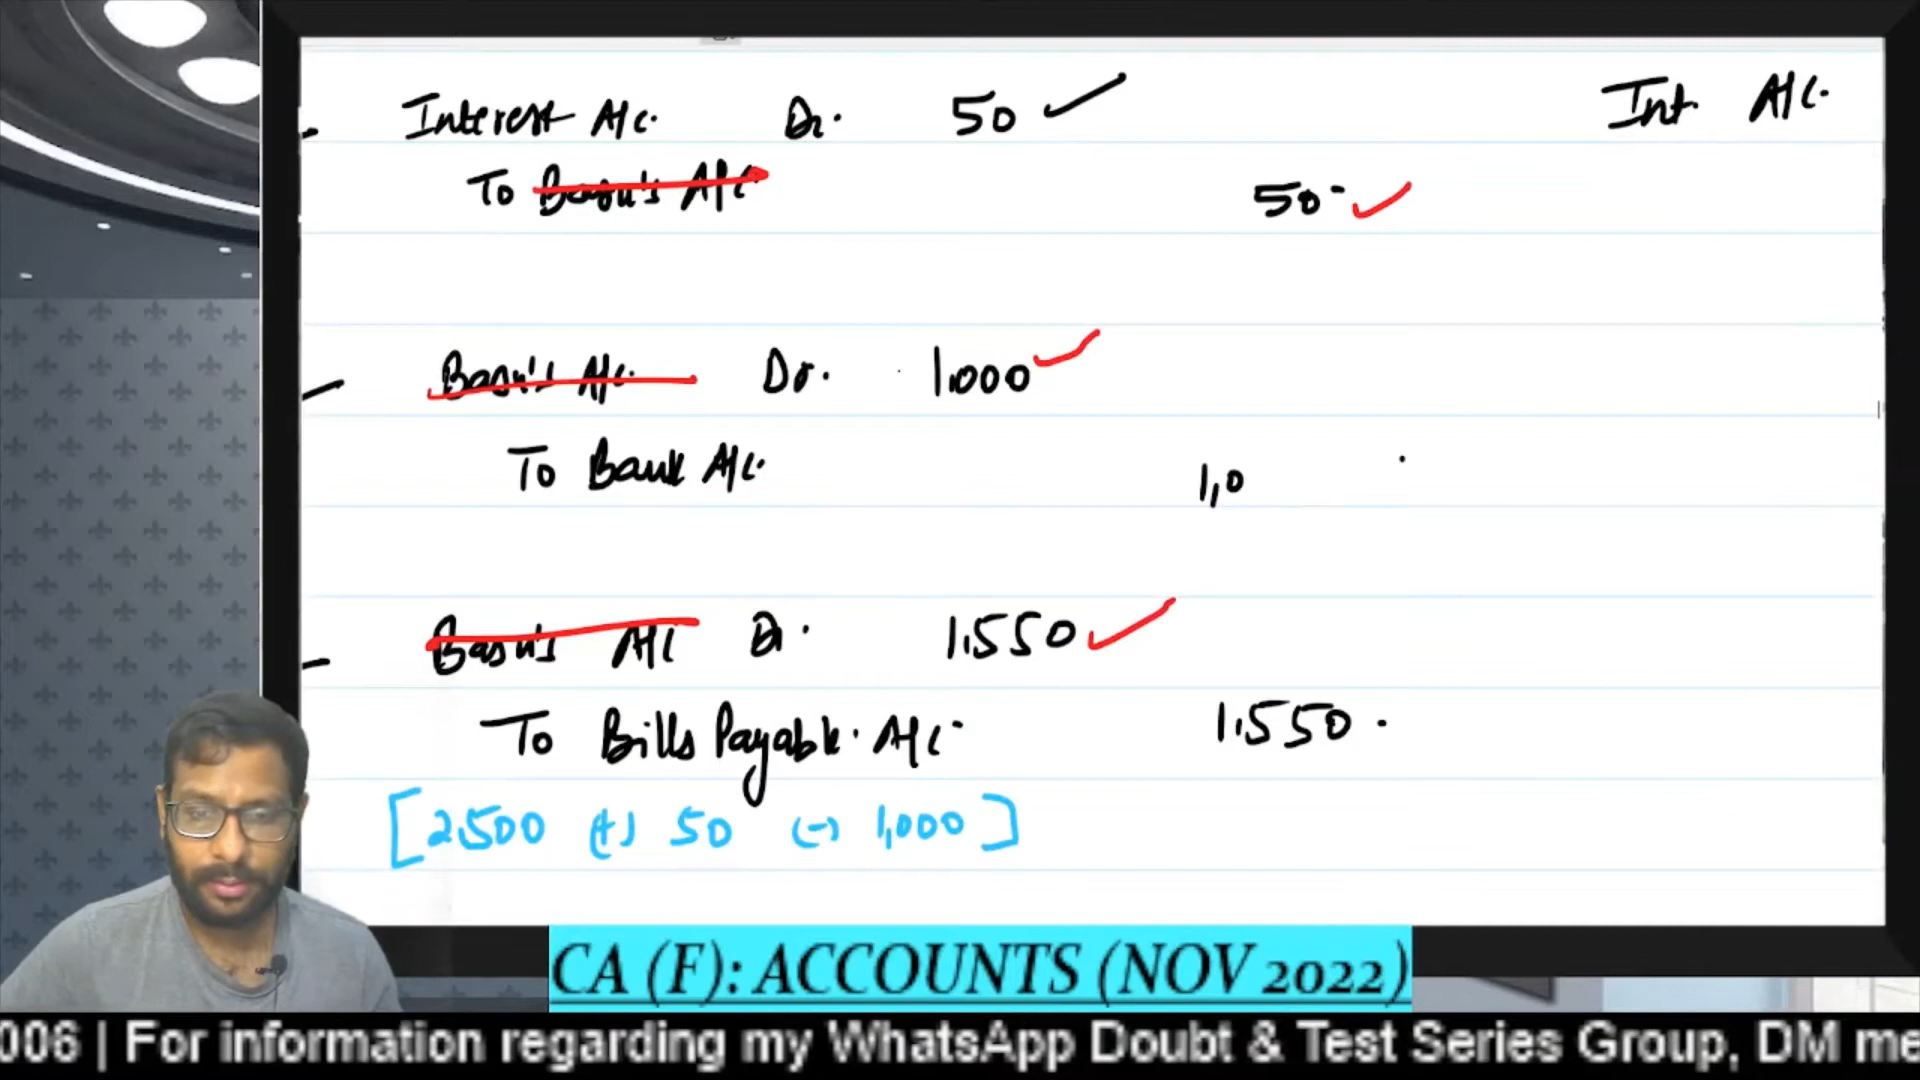 Interest A/c. Dr. 50 Int. A/c.
To Basu's A/c 50
Basu's A/c. Dr. 1,000
To Bank A/c. 1,0
Basu's A/c Dr. 1,550
To Bills Payable. A/c 1,550.
[2,500 (+) 50 (-) 1,000]
CA (F): ACCOUNTS (NOV 2022)
006 | For information regarding my WhatsApp Doubt & Test Series Group, DM me